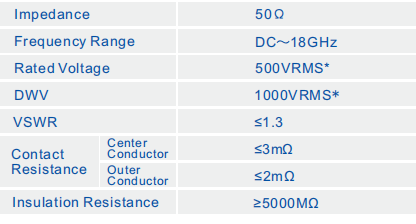 Impedance 50Ω
Frequency Range DC～18GHz
Rated Voltage 500VRMS*
DWV 1000VRMS*
VSWR ≤1.3
Contact Resistance
Center Conductor ≤3mΩ
Outer Conductor ≤2mΩ
Insulation Resistance ≥5000MΩ